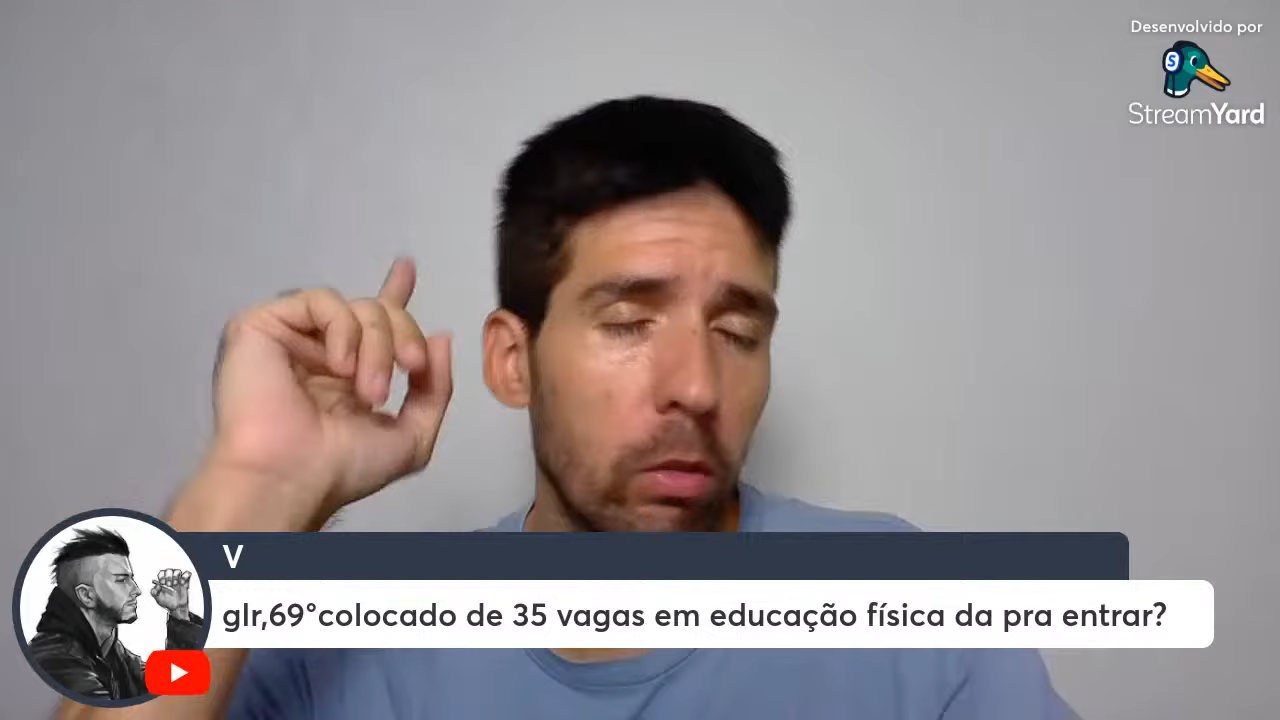 Desenvolvido por
StreamYard
V
glr,69°colocado de 35 vagas em educação física da pra entrar?